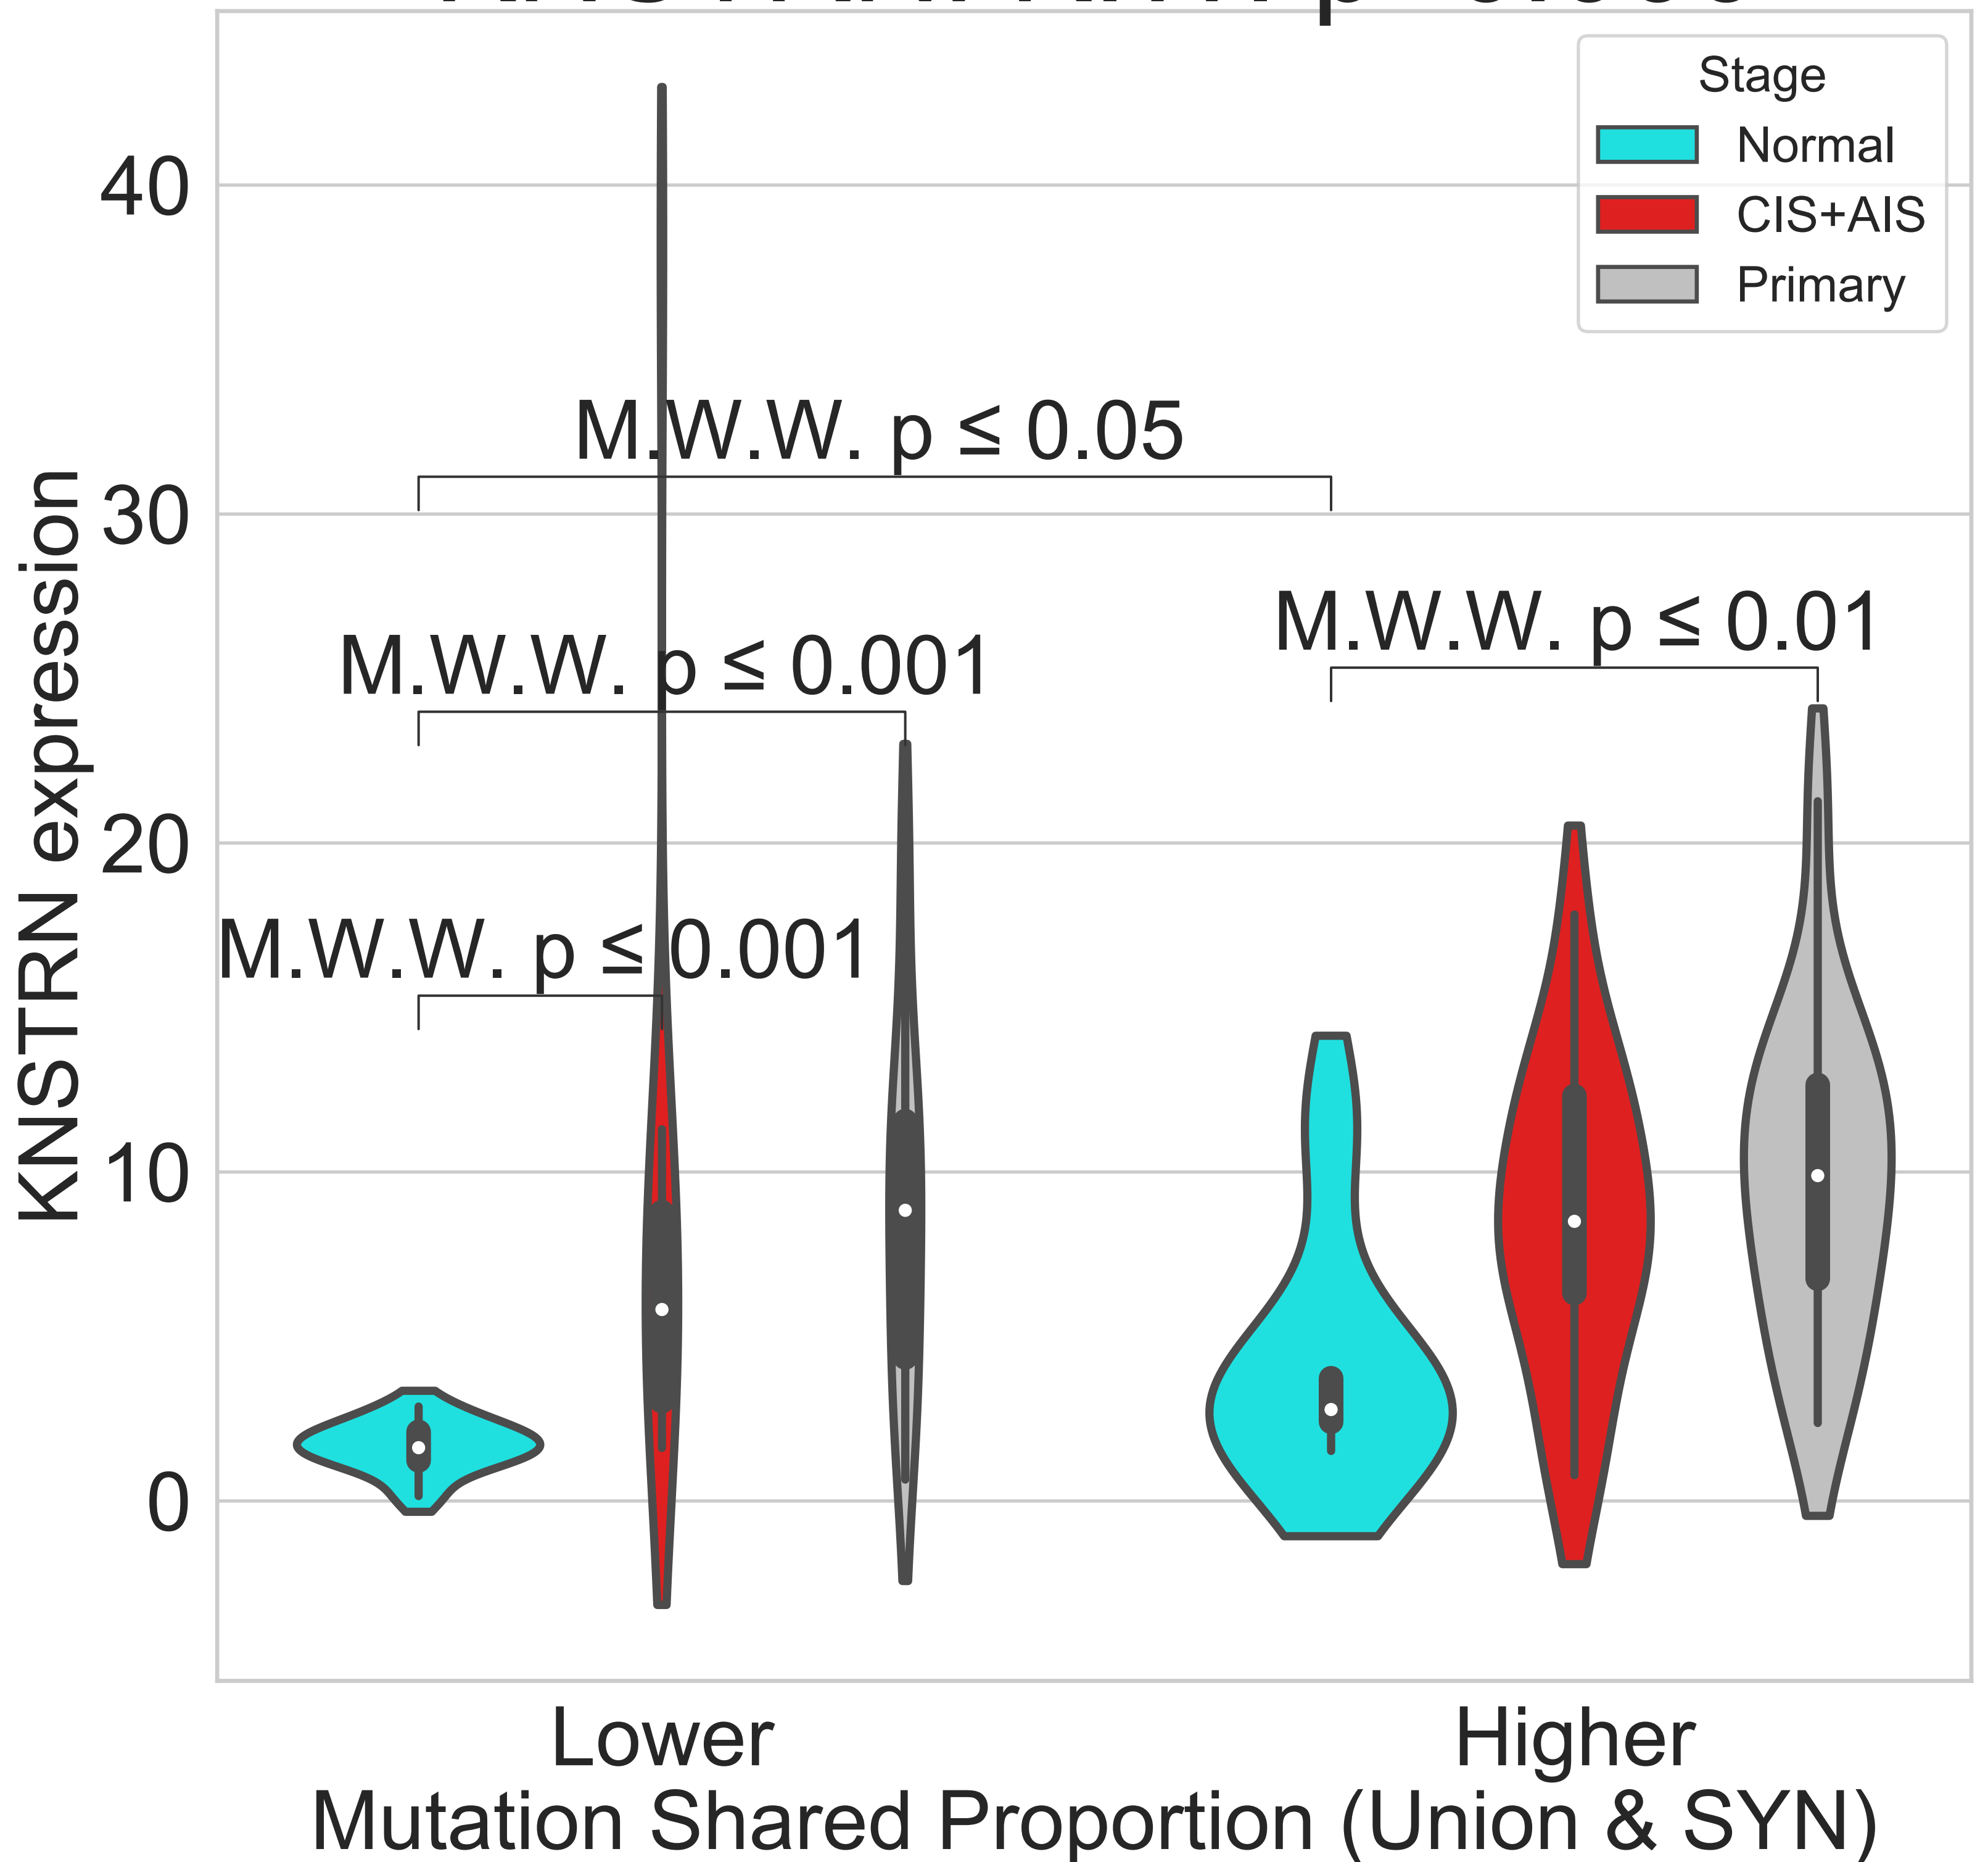 Stage
Normal
CIS+AIS
Primary
40
30
20
10
0
KNSTRN expression
M.W.W. p ≤ 0.05
M.W.W. p ≤ 0.01
M.W.W. p ≤ 0.001
M.W.W. p ≤ 0.001
Lower
Higher
Mutation Shared Proportion (Union & SYN)